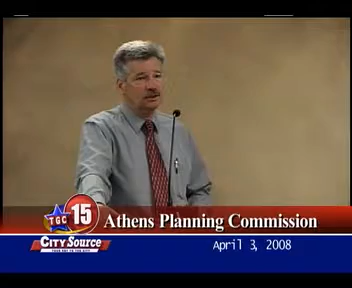 TGC 15
Athens Planning Commission
CITY SOURCE
April 3, 2008